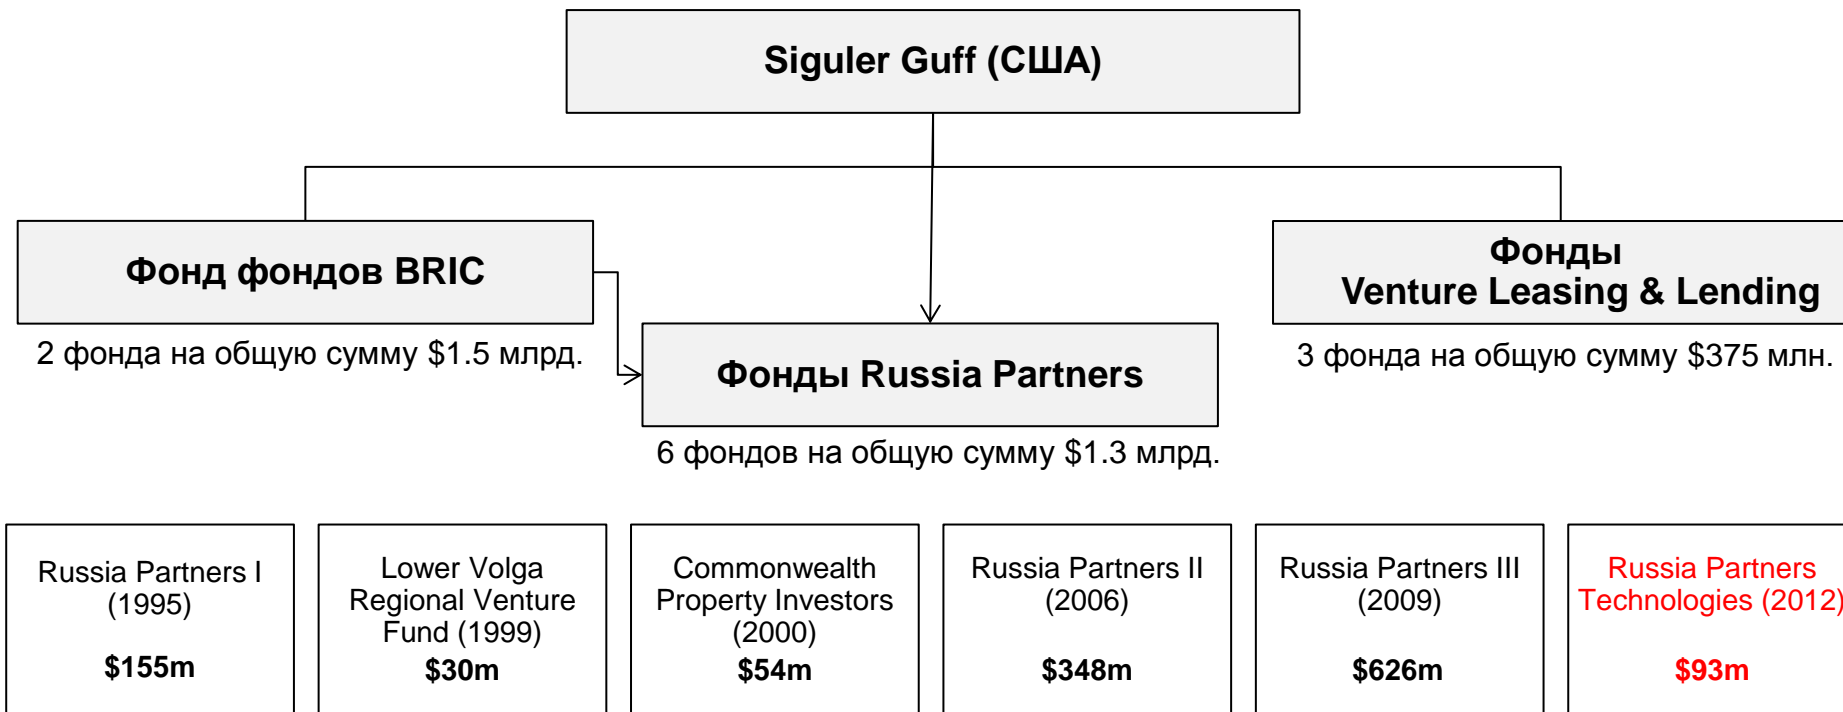 Siguler Guff (США)
Фонд фондов BRIC
Фонды
Venture Leasing & Lending
2 фонда на общую сумму $1.5 млрд.
3 фонда на общую сумму $375 млн.
Фонды Russia Partners
6 фондов на общую сумму $1.3 млрд.
Russia Partners I
(1995)
$155m
Lower Volga
Regional Venture
Fund (1999)
$30m
Commonwealth
Property Investors
(2000)
$54m
Russia Partners II
(2006)
$348m
Russia Partners III
(2009)
$626m
Russia Partners
Technologies (2012)
$93m